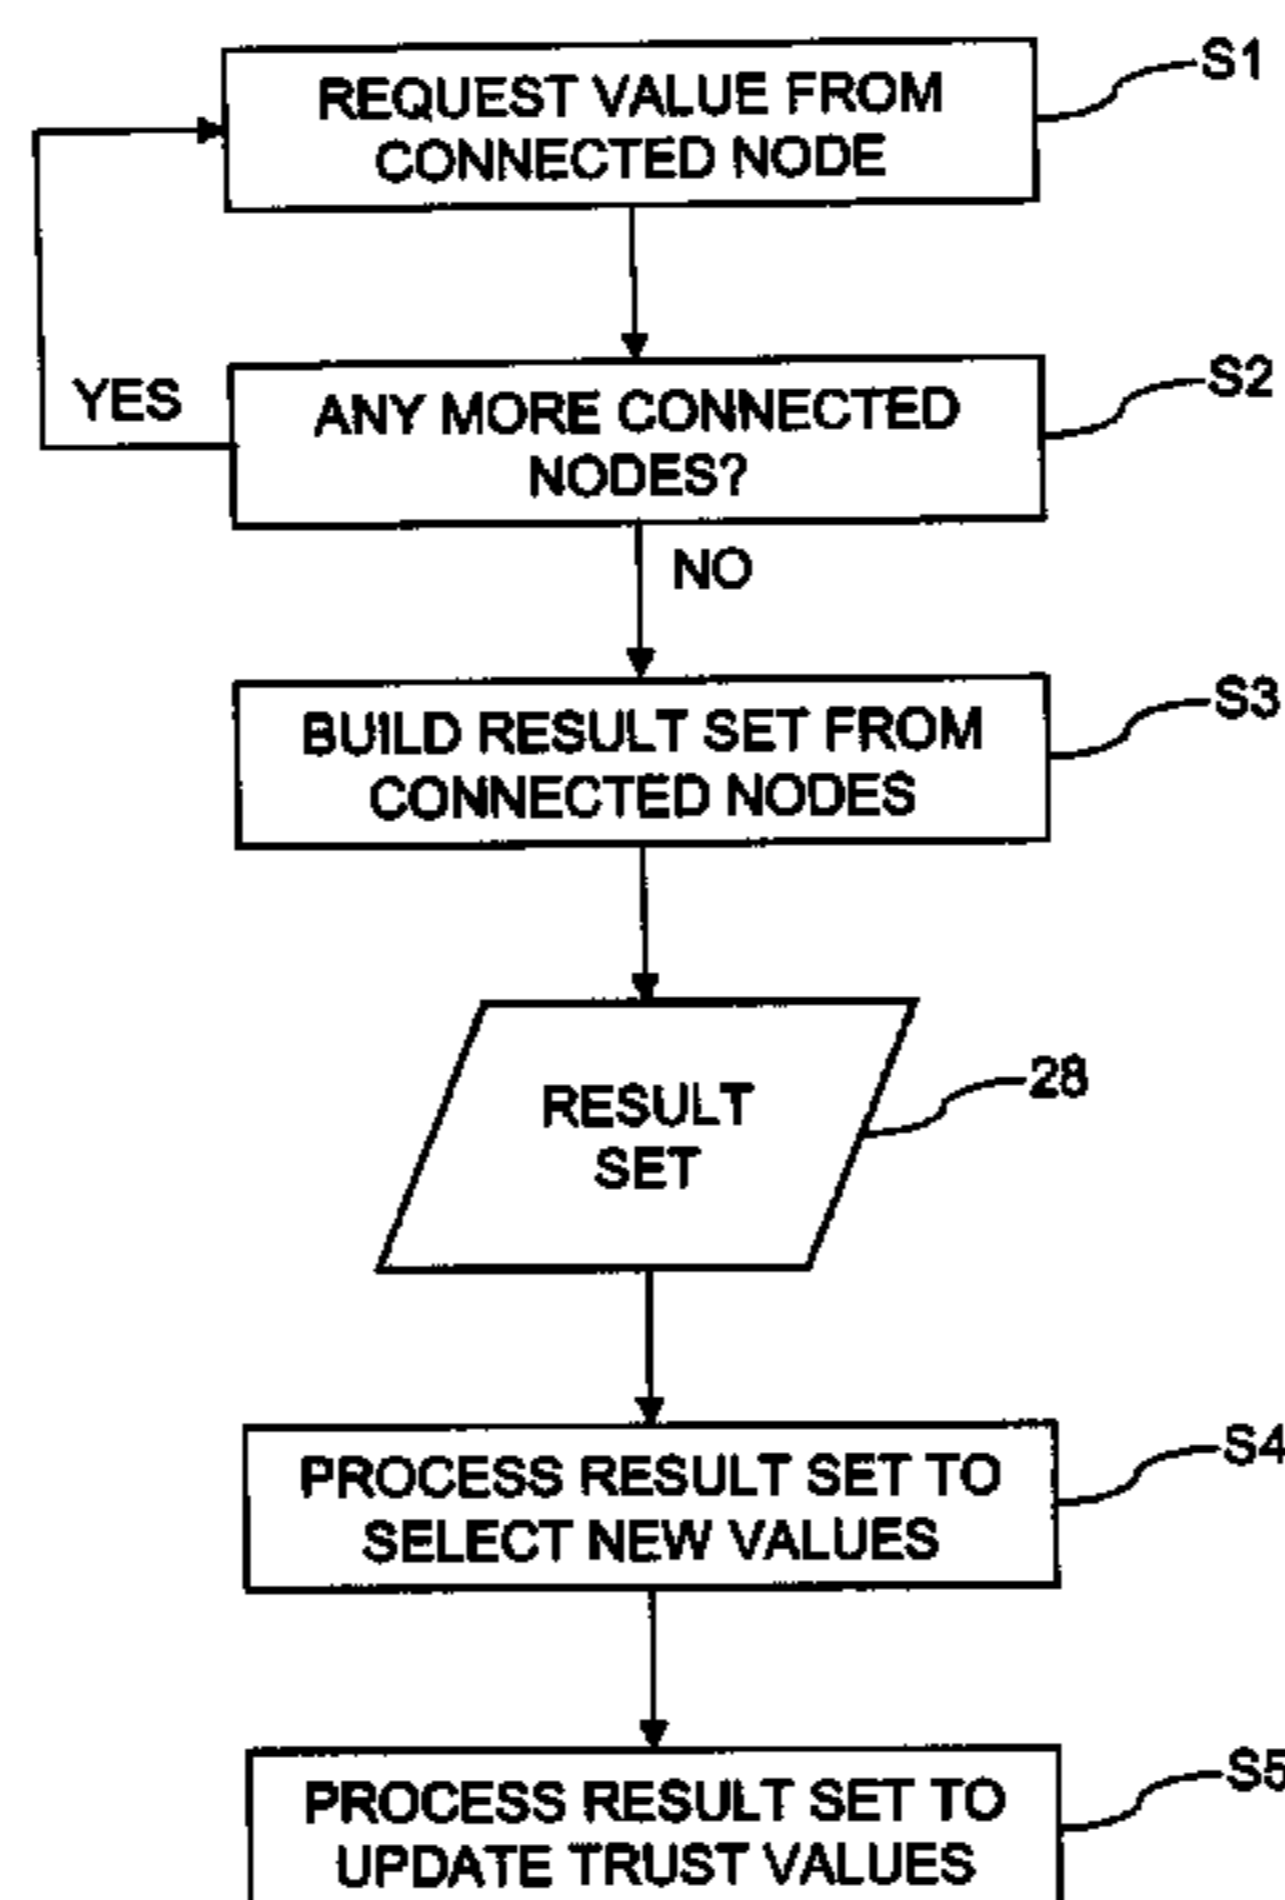 REQUEST VALUE FROM
CONNECTED NODE
S1
YES
ANY MORE CONNECTED
NODES?
S2
NO
BUILD RESULT SET FROM
CONNECTED NODES
S3
RESULT
SET
28
PROCESS RESULT SET TO
SELECT NEW VALUES
S4
PROCESS RESULT SET TO
UPDATE TRUST VALUES
S5